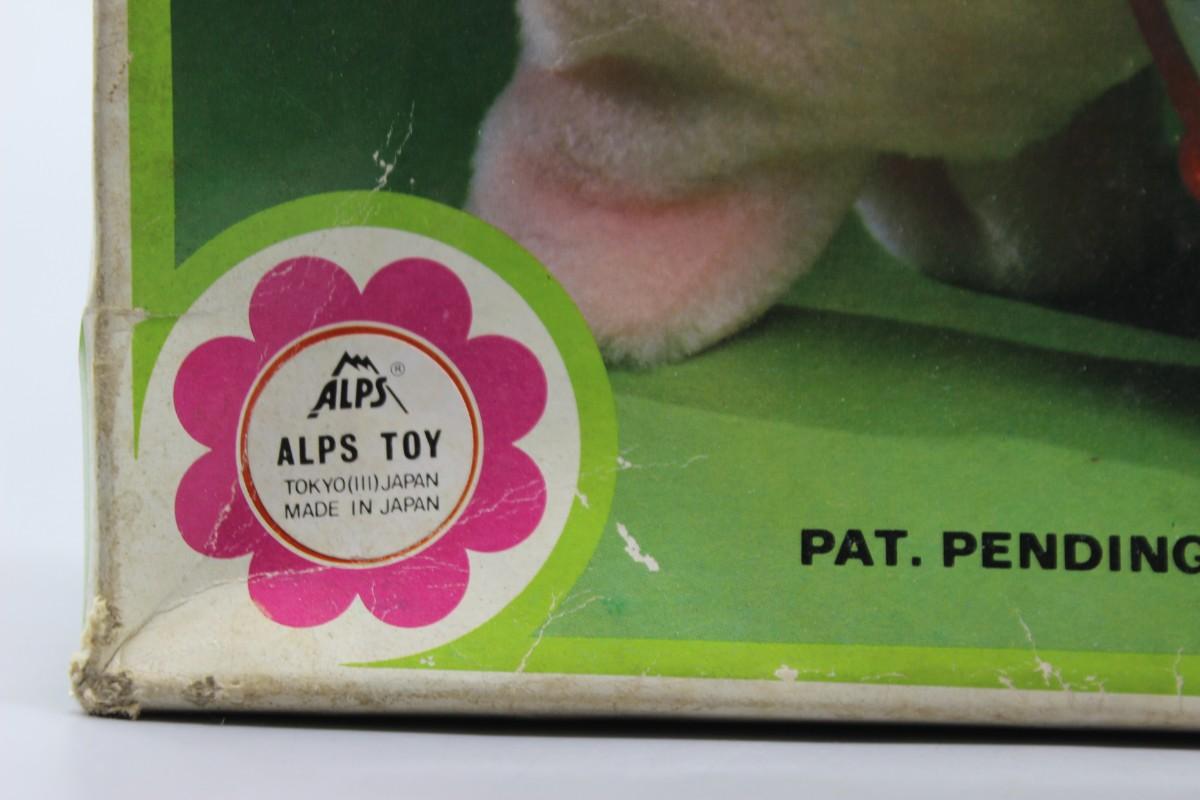 ALPS®
ALPS TOY
TOKYO(III)JAPAN
MADE IN JAPAN
PAT. PENDING